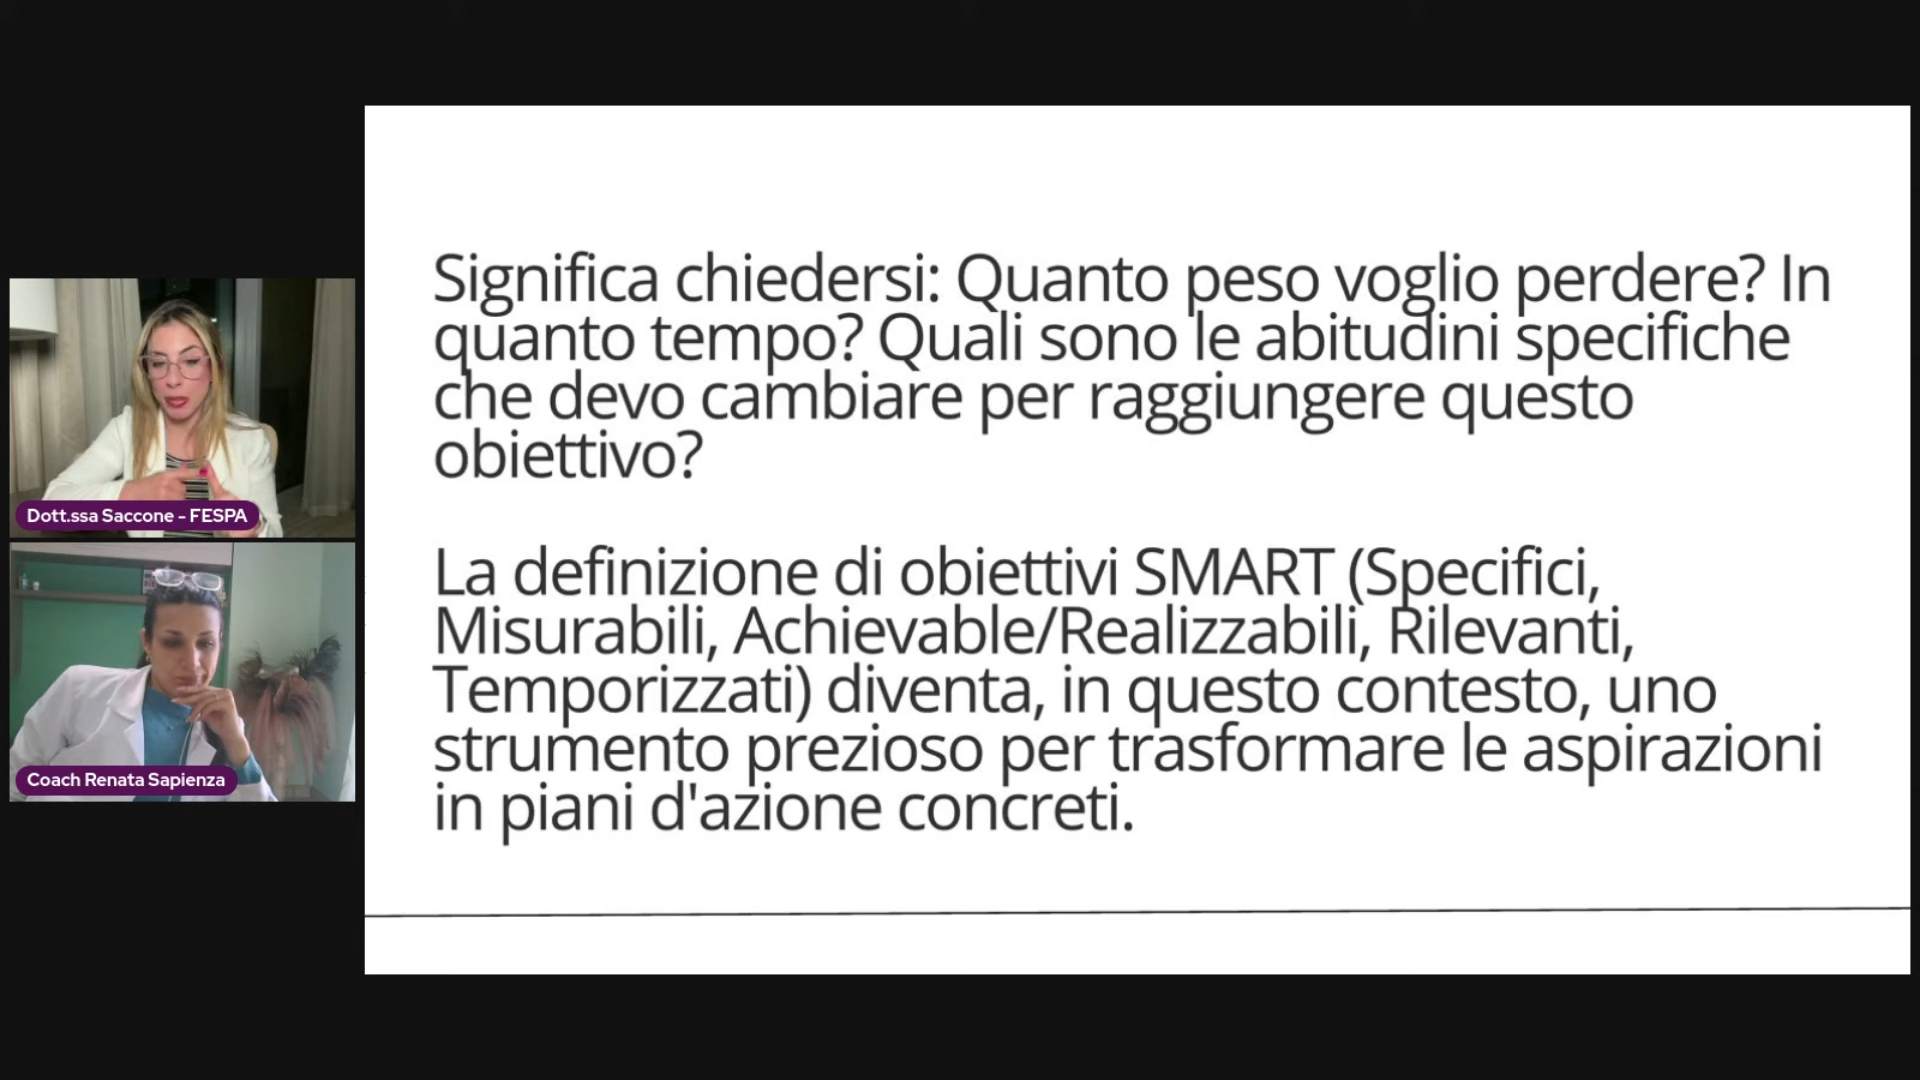 Significa chiedersi: Quanto peso voglio perdere? In
quanto tempo? Quali sono le abitudini specifiche
che devo cambiare per raggiungere questo
obiettivo?
La definizione di obiettivi SMART (Specifici,
Misurabili, Achievable/Realizzabili, Rilevanti,
Temporizzati) diventa, in questo contesto, uno
strumento prezioso per trasformare le aspirazioni
in piani d'azione concreti.
Dott.ssa Saccone - FESPA
Coach Renata Sapienza